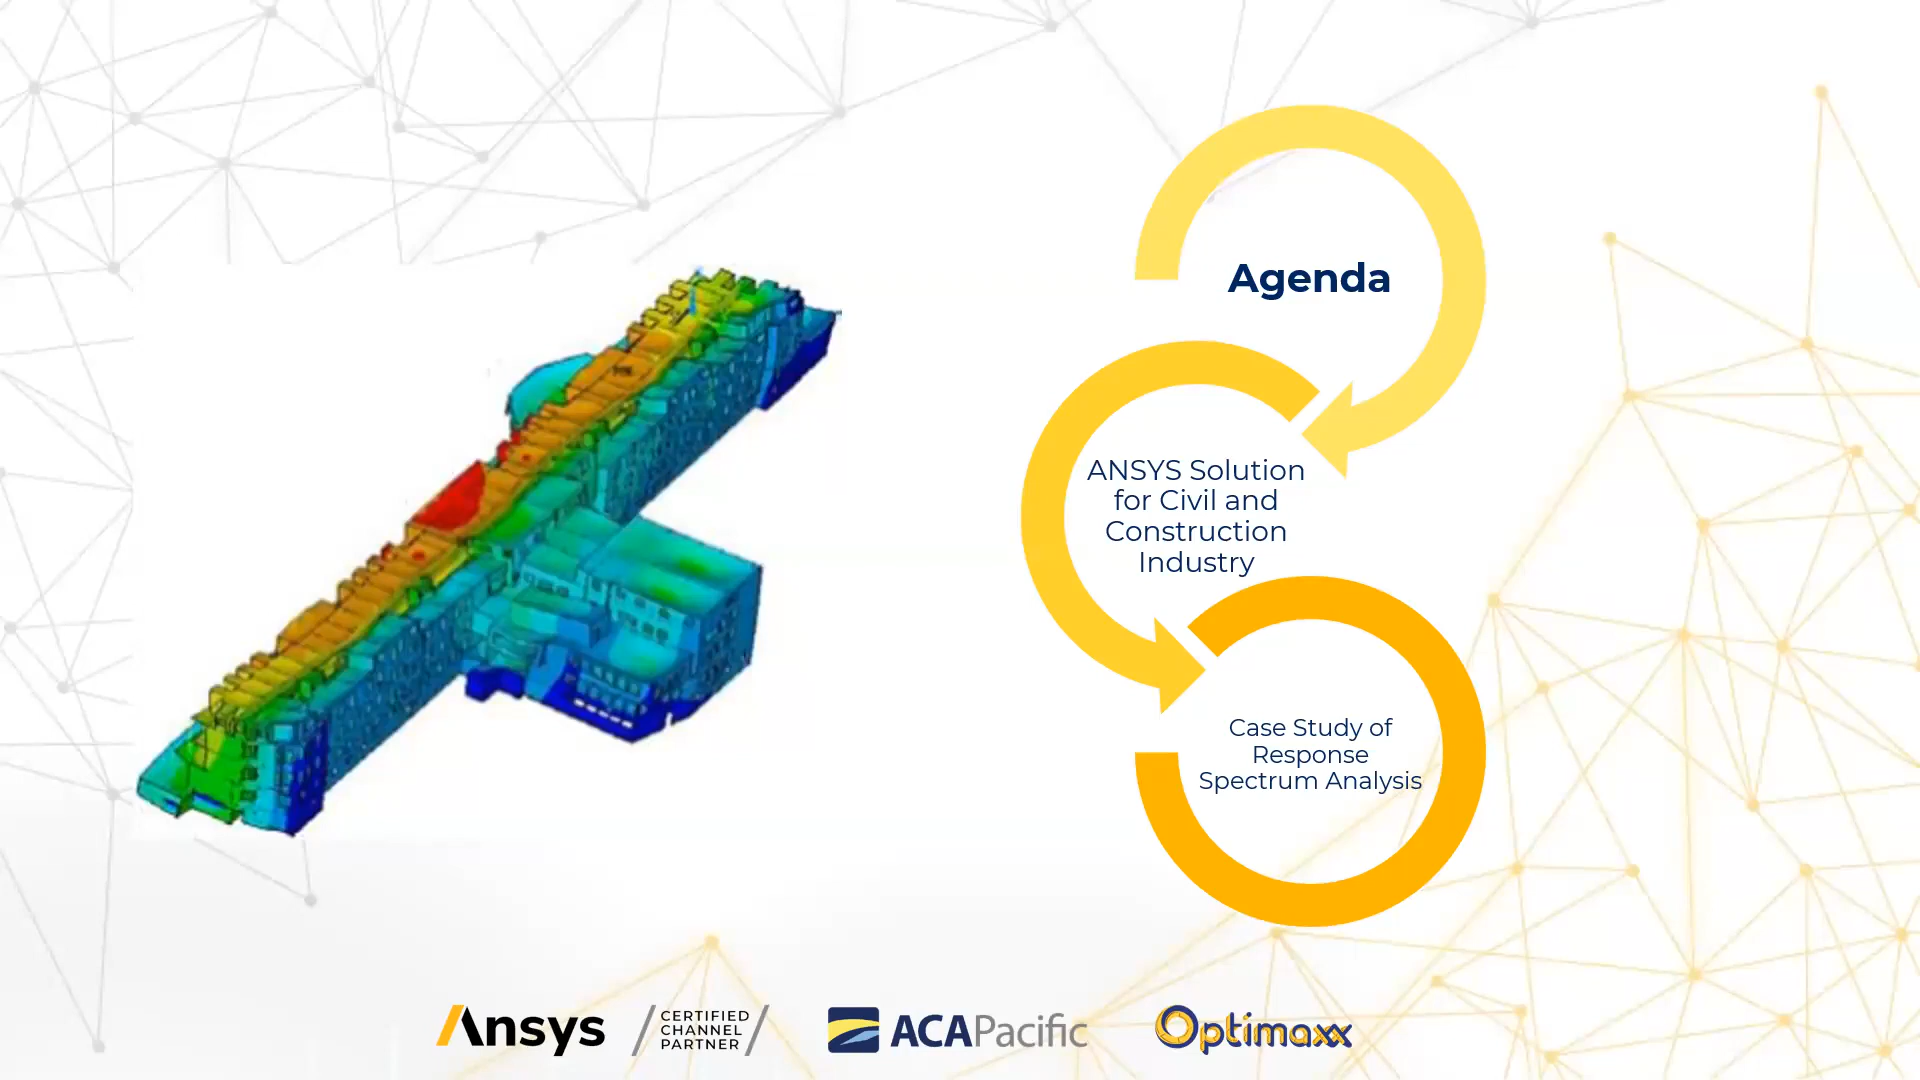 Agenda
ANSYS Solution
for Civil and
Construction
Industry
Case Study of
Response
Spectrum Analysis
Ansys
CERTIFIED
CHANNEL
PARTNER
ACAPacific
Optimaxx